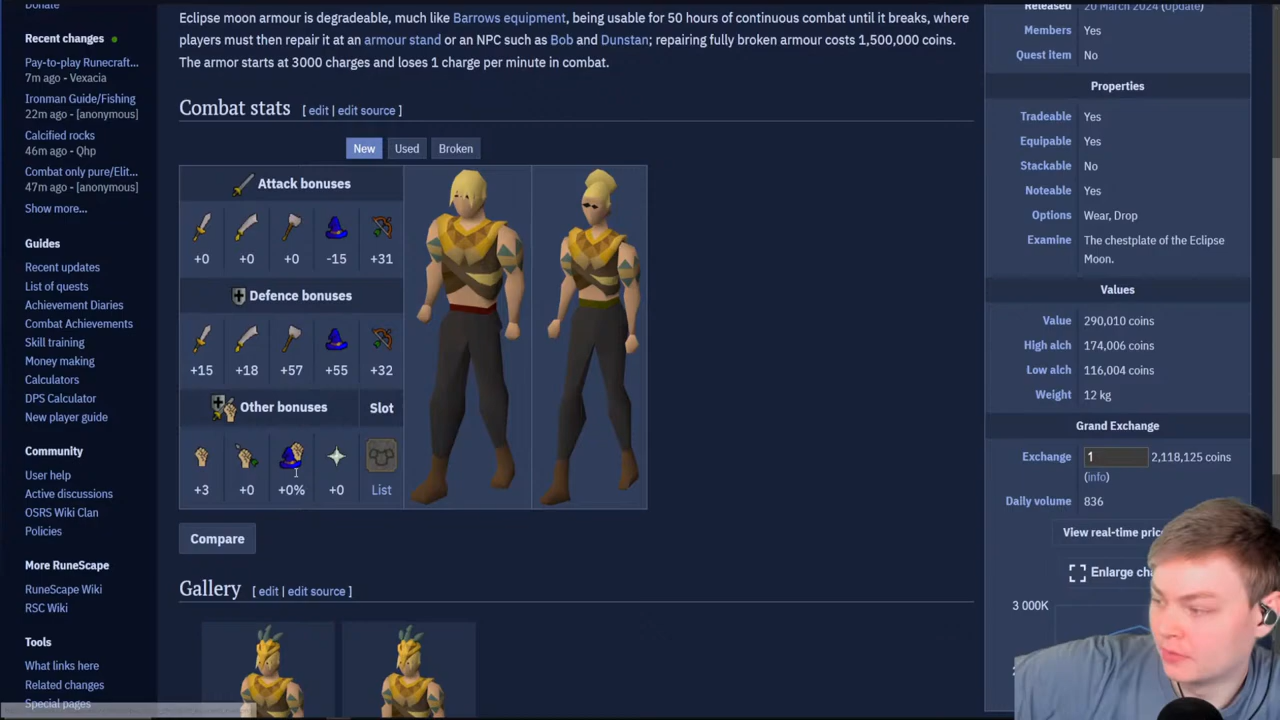 Donate
Recent changes
Pay-to-play Runecraft...
7m ago - Vexacia
Ironman Guide/Fishing
22m ago - [anonymous]
Calcified rocks
46m ago - Qhp
Combat only pure/Elit...
47m ago - [anonymous]
Show more...
Guides
Recent updates
List of quests
Achievement Diaries
Combat Achievements
Skill training
Money making
Calculators
DPS Calculator
New player guide
Community
User help
Active discussions
OSRS Wiki Clan
Policies
More RuneScape
RuneScape Wiki
RSC Wiki
Tools
What links here
Related changes
Special pages
Eclipse moon armour is degradeable, much like Barrows equipment, being usable for 50 hours of continuous combat until it breaks, where
players must then repair it at an armour stand or an NPC such as Bob and Dunstan; repairing fully broken armour costs 1,500,000 coins.
The armor starts at 3000 charges and loses 1 charge per minute in combat.
Combat stats [ edit | edit source ]
New Used Broken
Attack bonuses
+0 +0 +0 -15 +31
Defence bonuses
+15 +18 +57 +55 +32
Other bonuses Slot
+3 +0 +0% +0 List
Compare
Gallery [ edit | edit source ]
Released 20 March 2024 (Update)
Members Yes
Quest item No
Properties
Tradeable Yes
Equipable Yes
Stackable No
Noteable Yes
Options Wear, Drop
Examine The chestplate of the Eclipse
Moon.
Values
Value 290,010 coins
High alch 174,006 coins
Low alch 116,004 coins
Weight 12 kg
Grand Exchange
Exchange 1 2,118,125 coins
(info)
Daily volume 836
View real-time pric
Enlarge cha
3 000K